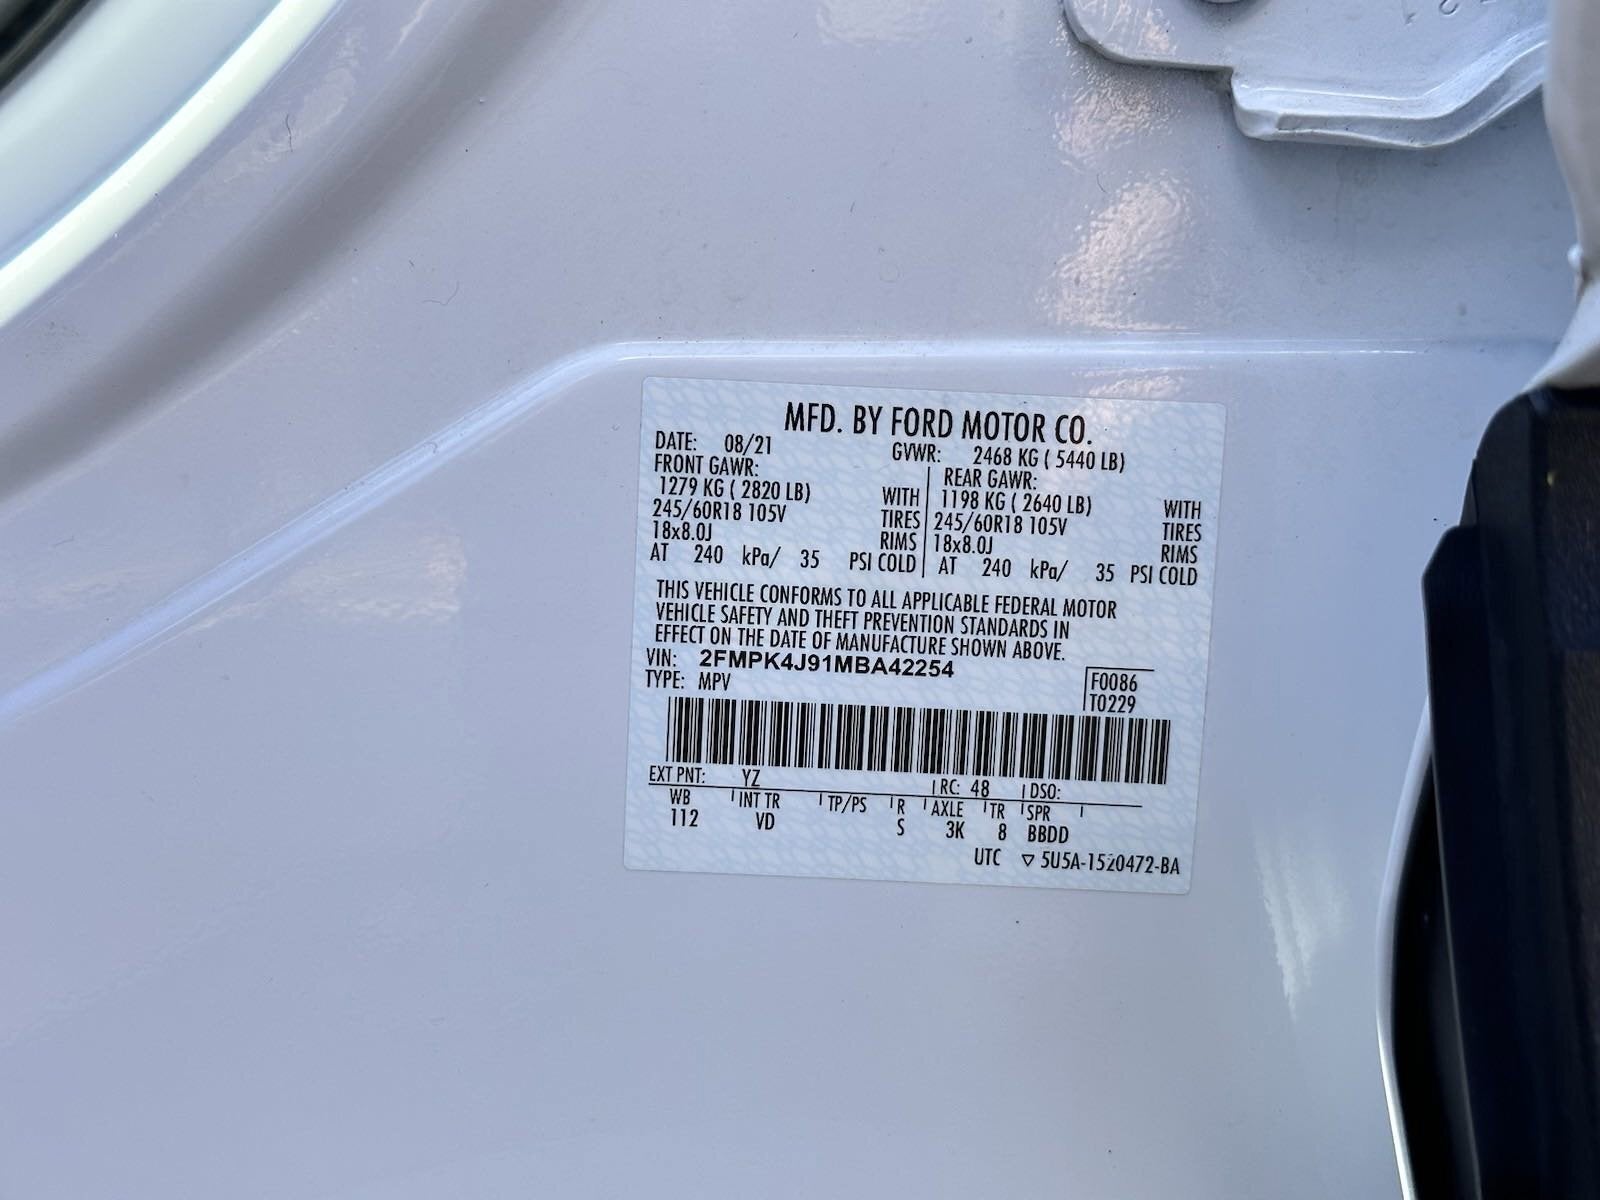 MFD. BY FORD MOTOR CO.
DATE: 08/21 GVWR: 2468 KG ( 5440 LB)
FRONT GAWR: REAR GAWR:
1279 KG ( 2820 LB) WITH 1198 KG ( 2640 LB) WITH
245/60R18 105V TIRES 245/60R18 105V TIRES
18x8.0J RIMS 18x8.0J RIMS
AT 240 kPa/ 35 PSI COLD AT 240 kPa/ 35 PSI COLD
THIS VEHICLE CONFORMS TO ALL APPLICABLE FEDERAL MOTOR
VEHICLE SAFETY AND THEFT PREVENTION STANDARDS IN
EFFECT ON THE DATE OF MANUFACTURE SHOWN ABOVE.
VIN: 2FMPK4J91MBA42254
TYPE: MPV F0086
T0229
EXT PNT: YZ RC: 48 DSO:
WB INT TR TP/PS R AXLE TR SPR
112 VD S 3K 8 BBDD
UTC ▽ 5U5A-1520472-BA